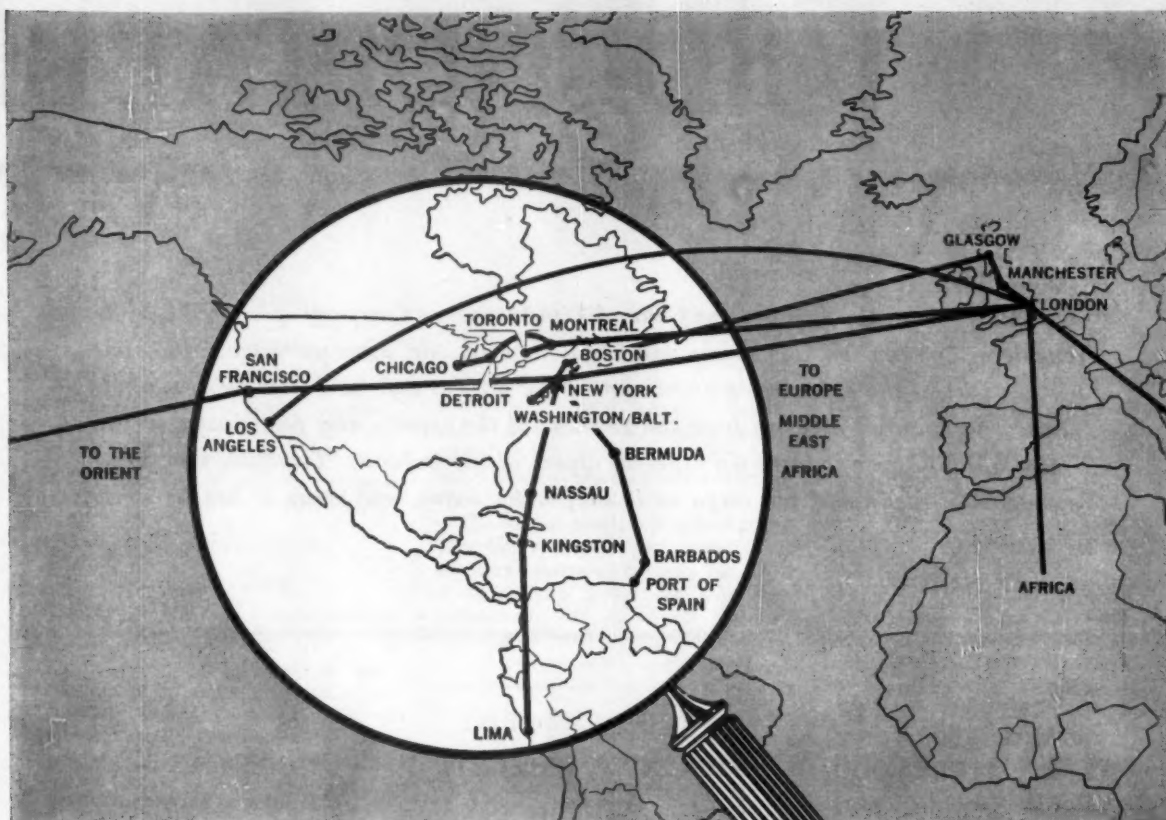 GLASGOW
MANCHESTER
LONDON
TORONTO
MONTREAL
BOSTON
SAN
FRANCISCO
CHICAGO
DETROIT
NEW YORK
WASHINGTON/BALT.
LOS
ANGELES
TO THE
ORIENT
TO
EUROPE
MIDDLE
EAST
AFRICA
BERMUDA
NASSAU
KINGSTON
BARBADOS
PORT OF
SPAIN
AFRICA
LIMA